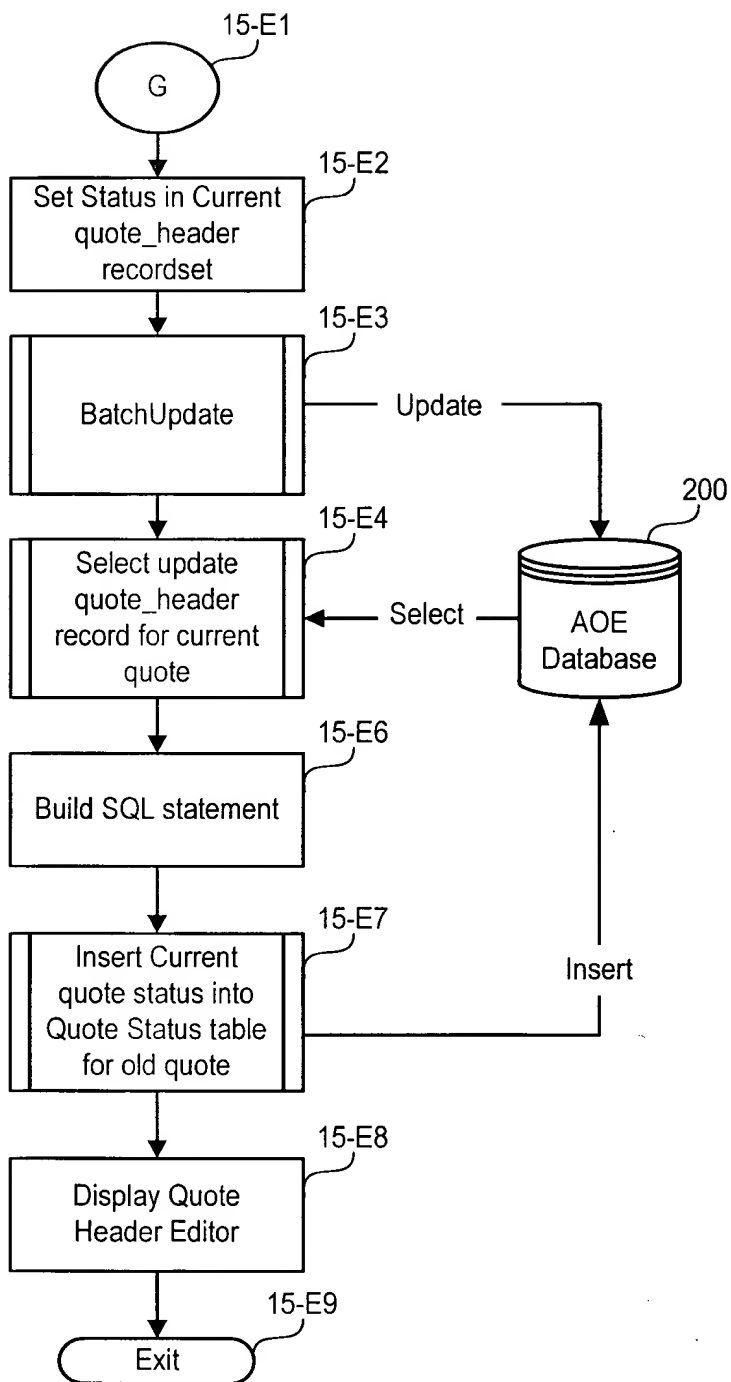 15-E1
G
15-E2
Set Status in Current
quote_header
recordset
15-E3
BatchUpdate
Update
200
15-E4
Select update
quote_header
record for current
quote
Select
AOE
Database
15-E6
Build SQL statement
15-E7
Insert Current
quote status into
Quote Status table
for old quote
Insert
15-E8
Display Quote
Header Editor
15-E9
Exit